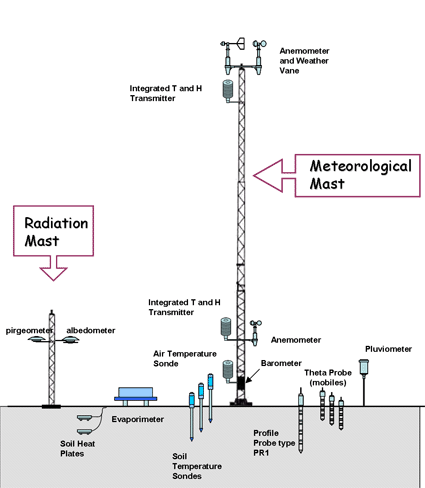 Anemometer
and Weather
Vane
Integrated T and H
Transmitter
Meteorological
Mast
Radiation
Mast
Integrated T and H
Transmitter
pirgeometer
albedometer
Anemometer
Air Temperature
Sonde
Barometer
Pluviometer
Theta Probe
(mobiles)
Evaporimeter
Soil Heat
Plates
Soil
Temperature
Sondes
Profile
Probe type
PR1